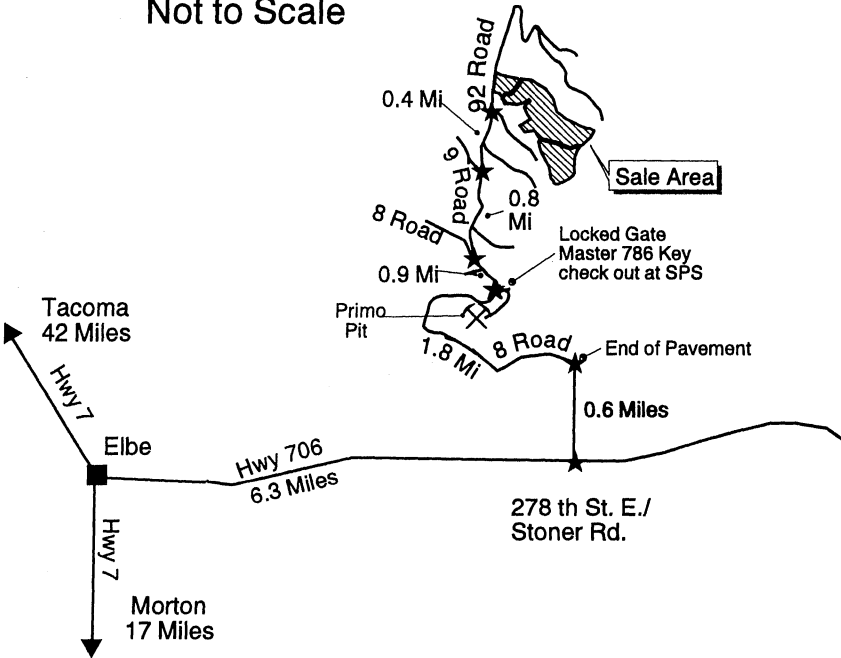 Not to Scale
92 Road
0.4 Mi
9 Road
Sale Area
0.8
Mi
8 Road
Locked Gate
Master 786 Key
check out at SPS
0.9 Mi
Primo
Pit
Tacoma
42 Miles
8 Road
End of Pavement
1.8 Mi
Hwy 7
0.6 Miles
Elbe
Hwy 706
6.3 Miles
278 th St. E./
Stoner Rd.
Hwy 7
Morton
17 Miles